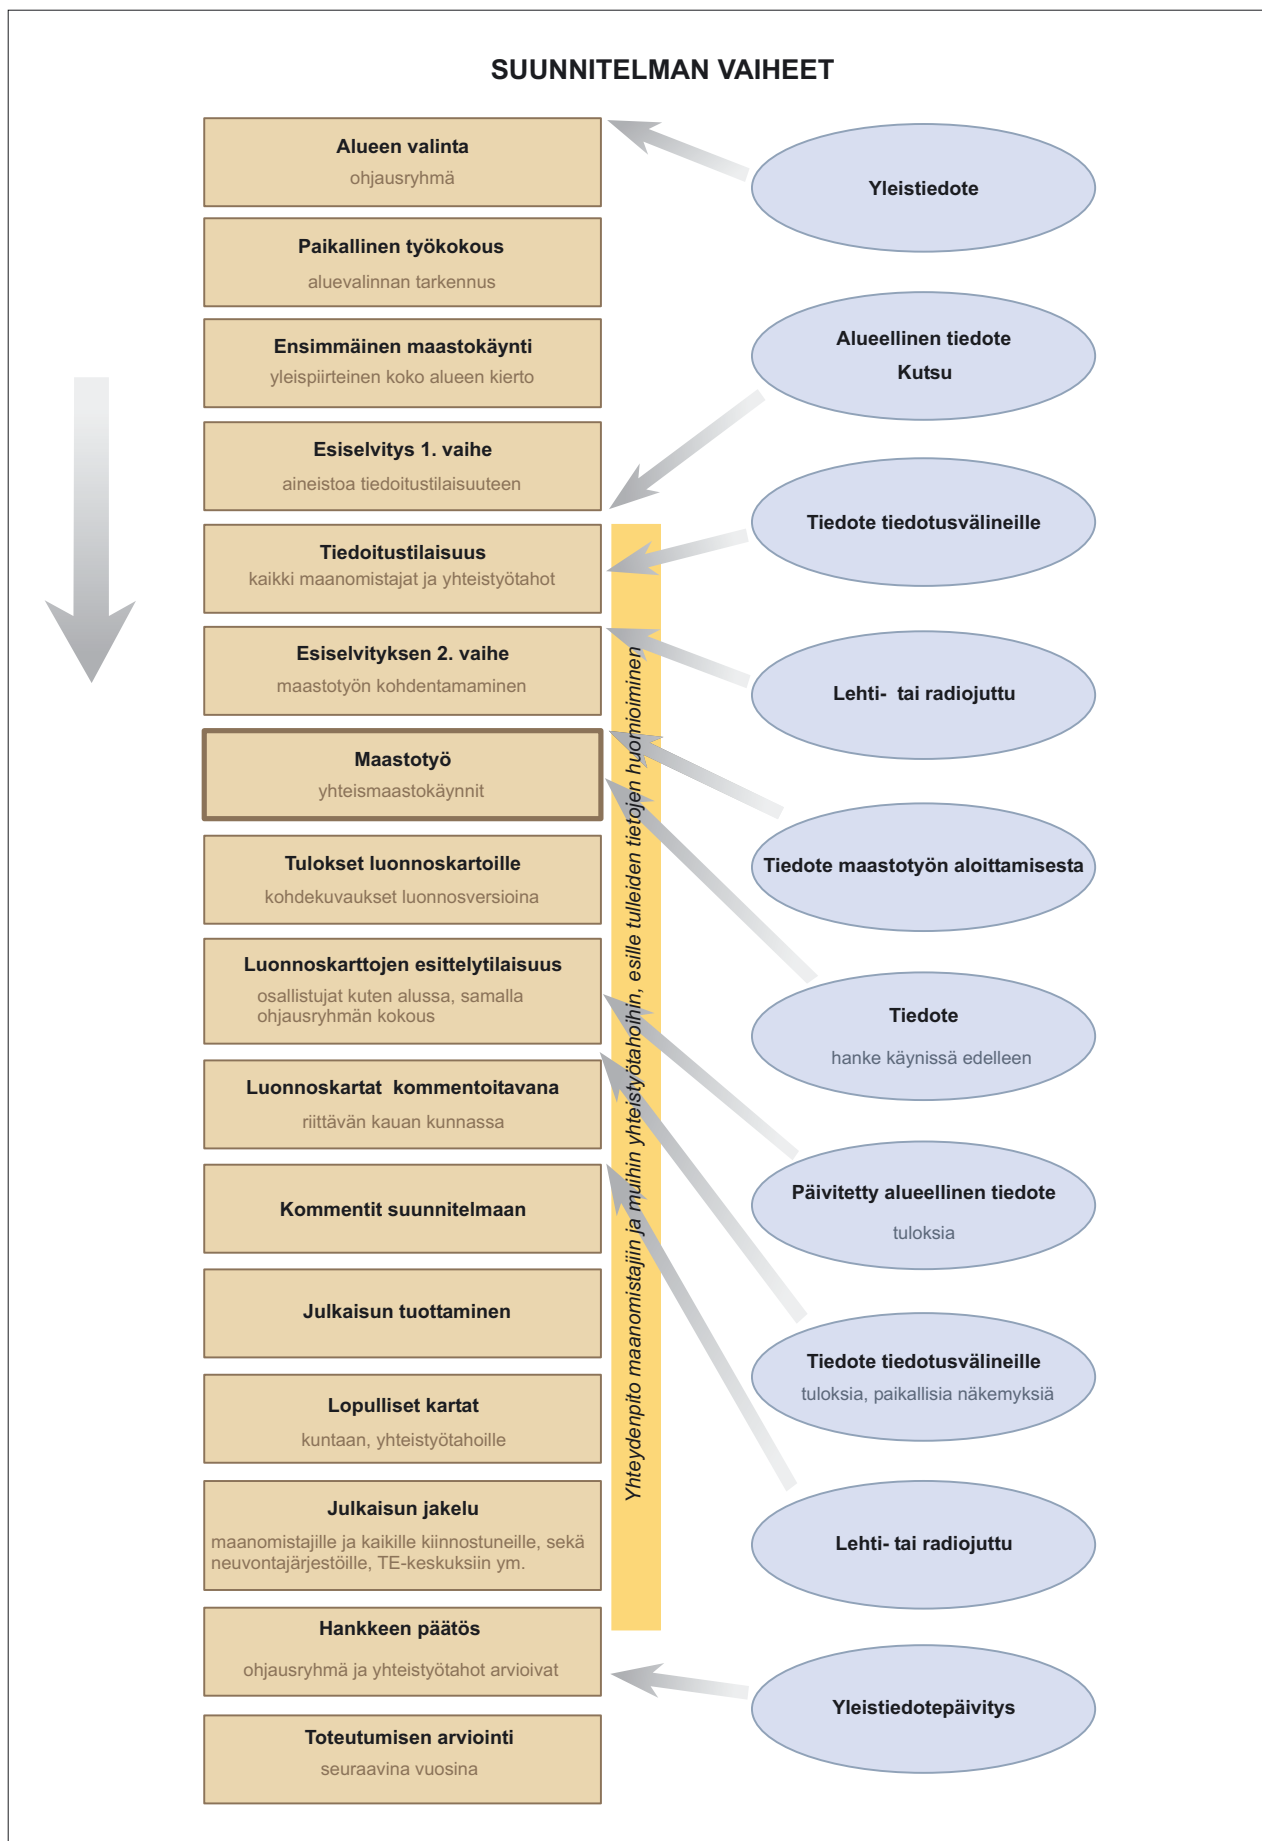 SUUNNITELMAN VAIHEET
Alueen valinta
ohjausryhmä
Paikallinen työkokous
aluevalinnan tarkennus
Ensimmäinen maastokäynti
yleispiirteinen koko alueen kierto
Esiselvitys 1. vaihe
aineistoa tiedoitustilaisuuteen
Tiedoitustilaisuus
kaikki maanomistajat ja yhteistyötahot
Esiselvityksen 2. vaihe
maastotyön kohdentamaminen
Maastotyö
yhteismaastokäynnit
Tulokset luonnoskartoille
kohdekuvaukset luonnosversioina
Luonnoskarttojen esittelytilaisuus
osallistujat kuten alussa, samalla
ohjausryhmän kokous
Luonnoskartat kommentoitavana
riittävän kauan kunnassa
Kommentit suunnitelmaan
Julkaisun tuottaminen
Lopulliset kartat
kuntaan, yhteistyötahoille
Julkaisun jakelu
maanomistajille ja kaikille kiinnostuneille, sekä
neuvontajärjestöille, TE-keskuksiin ym.
Hankkeen päätös
ohjausryhmä ja yhteistyötahot arvioivat
Toteutumisen arviointi
seuraavina vuosina
Yhteydenpito maanomistajiin ja muihin yhteistyötahoihin, esille tulleiden tietojen huomioiminen
Yleistiedote
Alueellinen tiedote
Kutsu
Tiedote tiedotusvälineille
Lehti- tai radiojuttu
Tiedote maastotyön aloittamisesta
Tiedote
hanke käynissä edelleen
Päivitetty alueellinen tiedote
tuloksia
Tiedote tiedotusvälineille
tuloksia, paikallisia näkemyksiä
Lehti- tai radiojuttu
Yleistiedotepäivitys